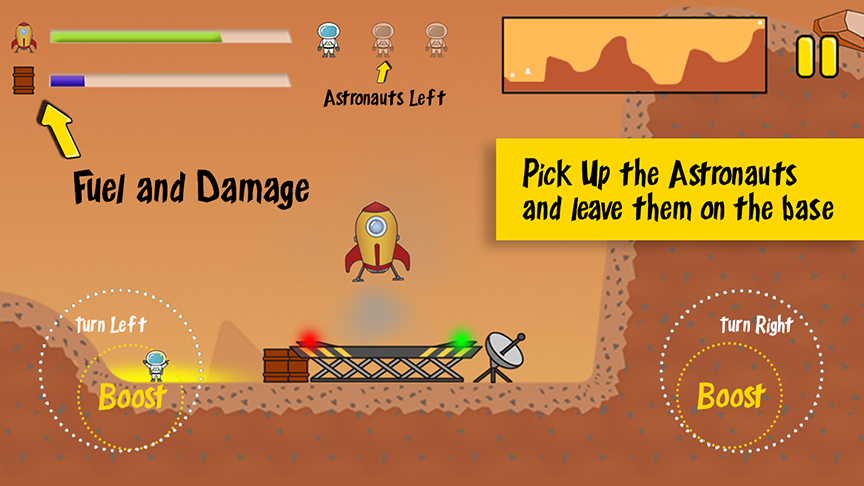 Astronauts Left
Fuel and Damage
Pick Up the Astronauts
and leave them on the base
turn Left
Boost
turn Right
Boost